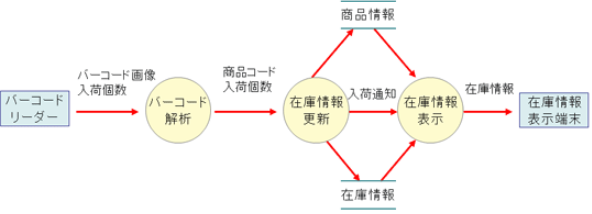 商品情報
バーコード画像
入荷個数
商品コード
入荷個数
バーコード
リーダー
バーコード
解析
在庫情報
更新
入荷通知
在庫情報
表示
在庫情報
在庫情報
表示端末
在庫情報